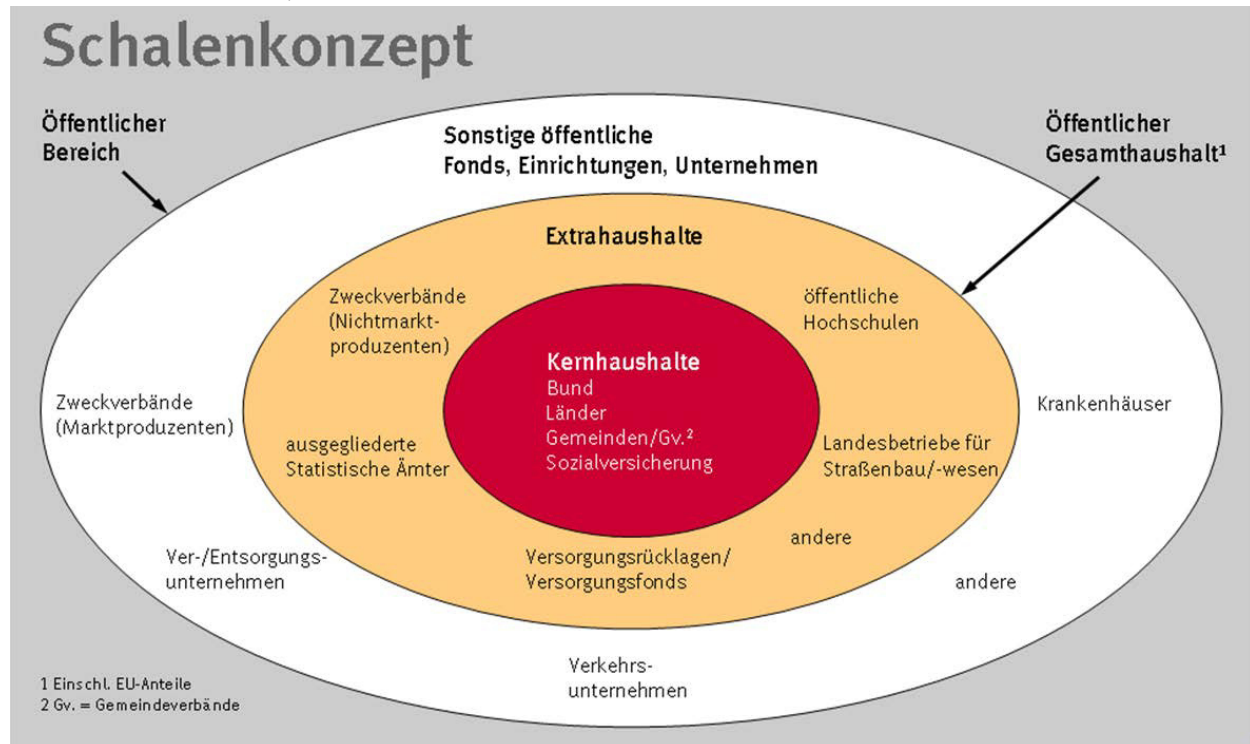 Schalenkonzept
Öffentlicher
Bereich
Sonstige öffentliche
Fonds, Einrichtungen, Unternehmen
Öffentlicher
Gesamthaushalt¹
Extrahaushalte
Zweckverbände
(Nichtmarkt-
produzenten)
öffentliche
Hochschulen
Kernhaushalte
Bund
Länder
Gemeinden/Gv.²
Sozialversicherung
Zweckverbände
(Marktproduzenten)
Krankenhäuser
ausgegliederte
Statistische Ämter
Landesbetriebe für
Straßenbau/-wesen
andere
Versorgungsrücklagen/
Versorgungsfonds
Ver-/Entsorgungs-
unternehmen
andere
Verkehrs-
unternehmen
1 Einschl. EU-Anteile
2 Gv. = Gemeindeverbände